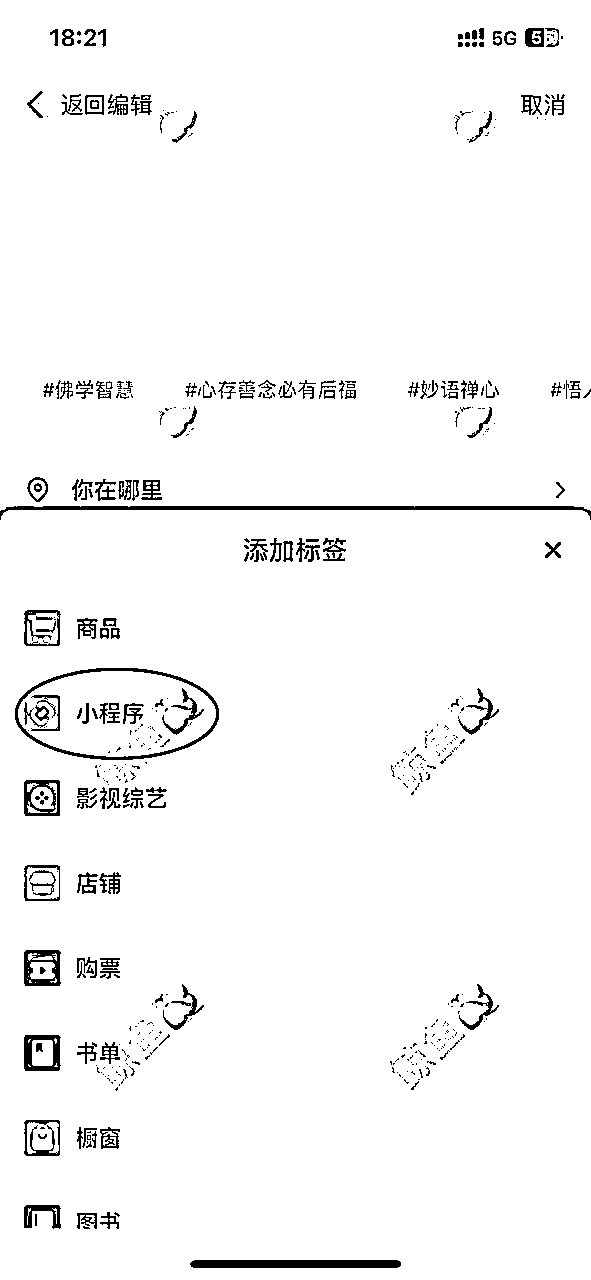 18:21 5G
返回编辑 取消
#佛学智慧 #心存善念必有后福 #妙语禅心 #悟
你在哪里
添加标签
商品
小程序
影视综艺
店铺
购票
书单
橱窗
图书